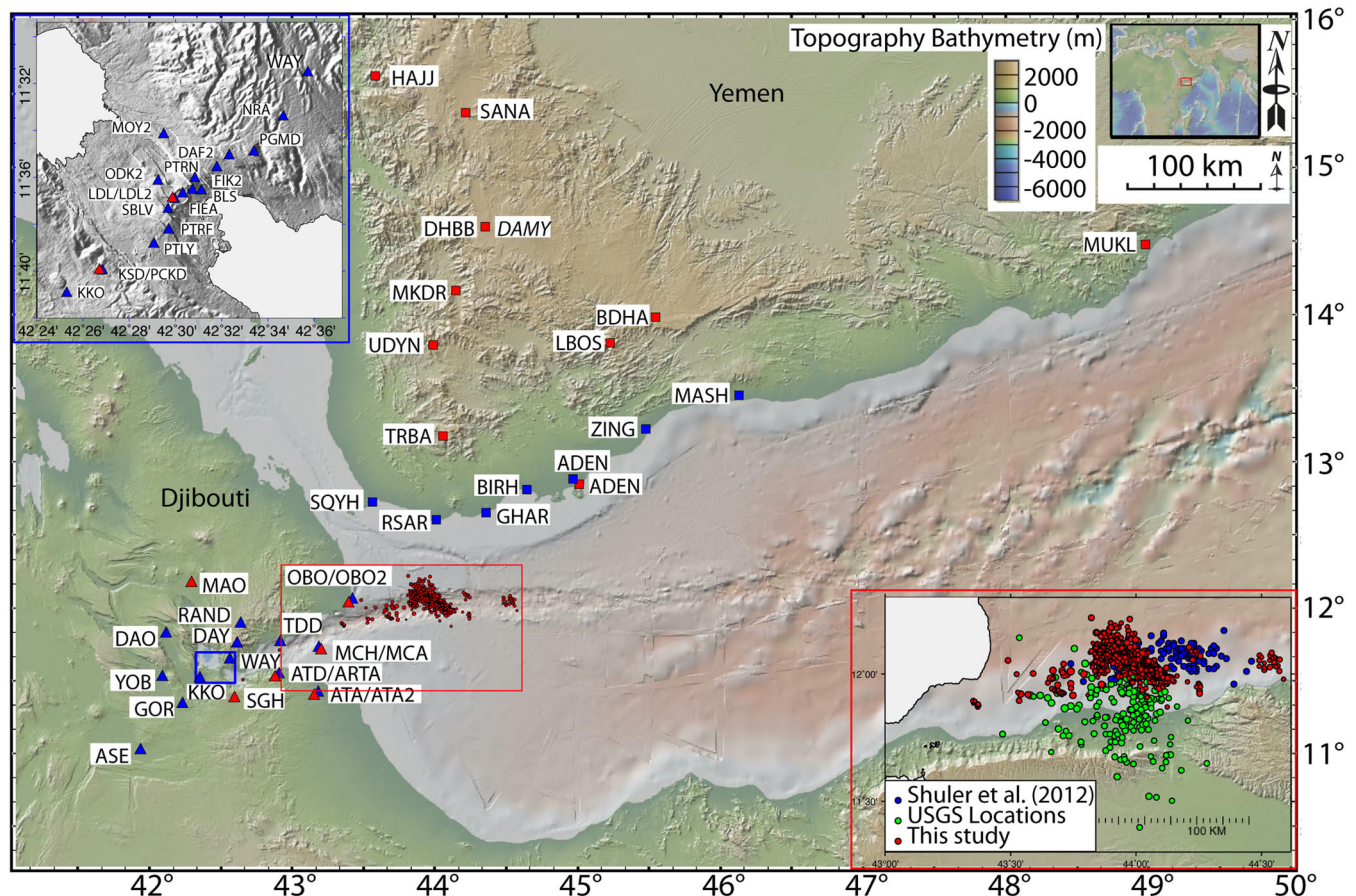 Topography Bathymetry (m)
2000
0
-2000
-4000
-6000
N
N
100 km
16°
15°
14°
13°
12°
11°
42°
43°
44°
45°
46°
47°
48°
49°
50°
Yemen
Djibouti
HAJJ
SANA
DHBB
DAMY
MKDR
UDYN
BDHA
LBOS
TRBA
MUKL
MASH
ZING
ADEN
ADEN
BIRH
GHAR
SQYH
RSAR
OBO/OBO2
MAO
RAND
DAY
DAO
TDD
MCH/MCA
WAY
ATD/ARTA
YOB
KKO
SGH
ATA/ATA2
GOR
ASE
11°32'
11°36'
11°40'
42°24'
42°26'
42°28'
42°30'
42°32'
42°34'
42°36'
WAY
NRA
MOY2
PGMD
DAF2
PTRN
ODK2
FIK2
LDL/LDL2
BLS
SBLV
FIEA
PTRF
PTLY
KSD/PCKD
KKO
12°00'
11°30'
43°00'
43°30'
44°00'
44°30'
Shuler et al. (2012)
USGS Locations
This study
100 KM